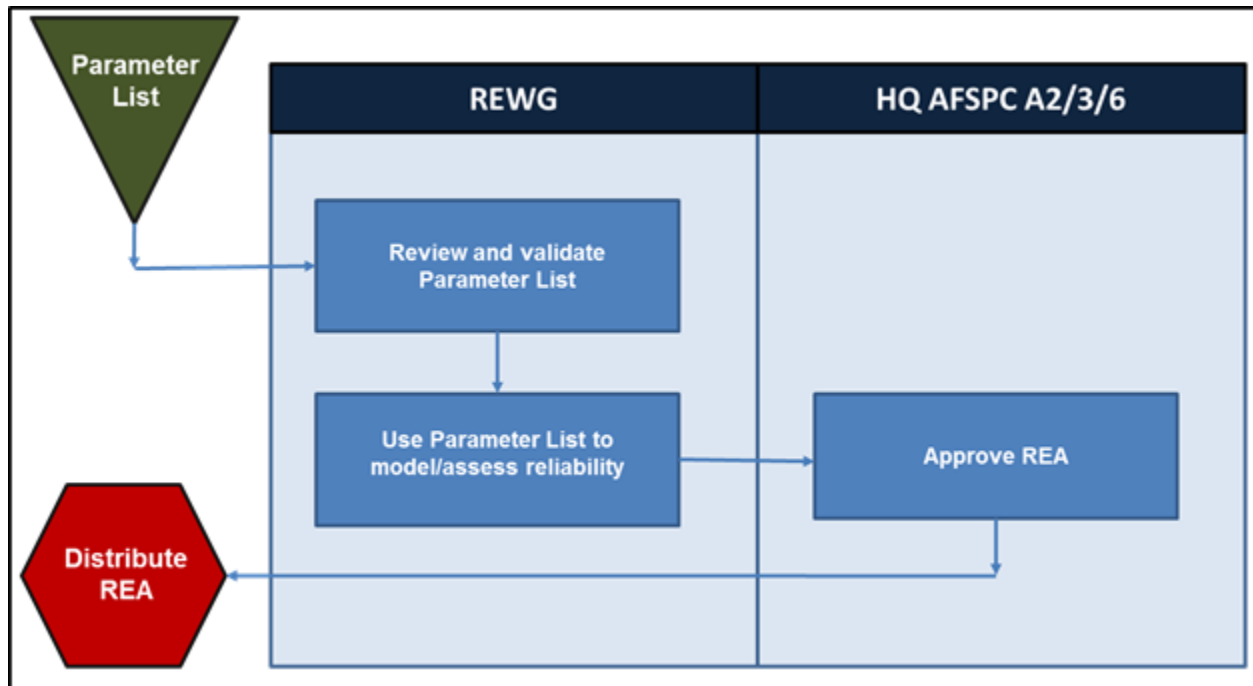 Parameter
List
REWG
HQ AFSPC A2/3/6
Review and validate
Parameter List
Use Parameter List to
model/assess reliability
Approve REA
Distribute
REA